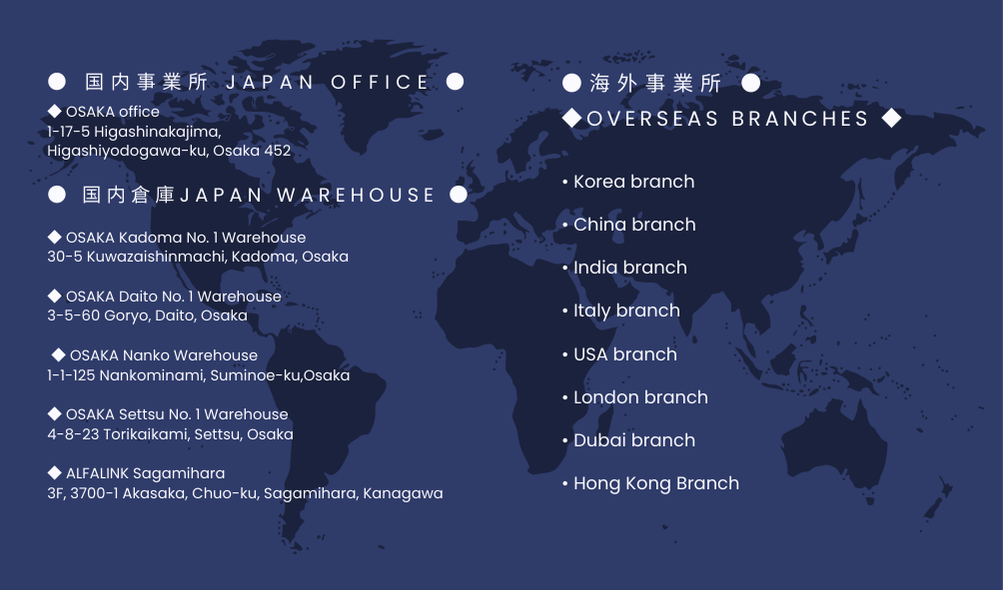 ● 国内事業所 JAPAN OFFICE ●
◆ OSAKA office
1-17-5 Higashinakajima,
Higashiyodogawa-ku, Osaka 452
● 国内倉庫JAPAN WAREHOUSE ●
◆ OSAKA Kadoma No. 1 Warehouse
30-5 Kuwazaishinmachi, Kadoma, Osaka
◆ OSAKA Daito No. 1 Warehouse
3-5-60 Goryo, Daito, Osaka
◆ OSAKA Nanko Warehouse
1-1-125 Nankominami, Suminoe-ku,Osaka
◆ OSAKA Settsu No. 1 Warehouse
4-8-23 Torikaikami, Settsu, Osaka
◆ ALFALINK Sagamihara
3F, 3700-1 Akasaka, Chuo-ku, Sagamihara, Kanagawa
● 海外事業所 ●
◆OVERSEAS BRANCHES ◆
• Korea branch
• China branch
• India branch
• Italy branch
• USA branch
• London branch
• Dubai branch
• Hong Kong Branch